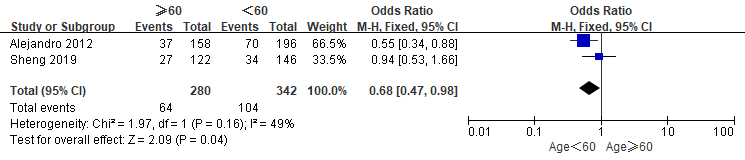 ⩾60 <60 Odds Ratio Odds Ratio
Study or Subgroup Events Total Events Total Weight M-H, Fixed, 95% CI M-H, Fixed, 95% CI
Alejandro 2012 37 158 70 196 66.5% 0.55 [0.34, 0.88]
Sheng 2019 27 122 34 146 33.5% 0.94 [0.53, 1.66]
Total (95% CI) 280 342 100.0% 0.68 [0.47, 0.98]
Total events 64 104
Heterogeneity: Chi² = 1.97, df = 1 (P = 0.16); I² = 49%
Test for overall effect: Z = 2.09 (P = 0.04)
0.01 0.1 1 10 100
Age<60 Age⩾60